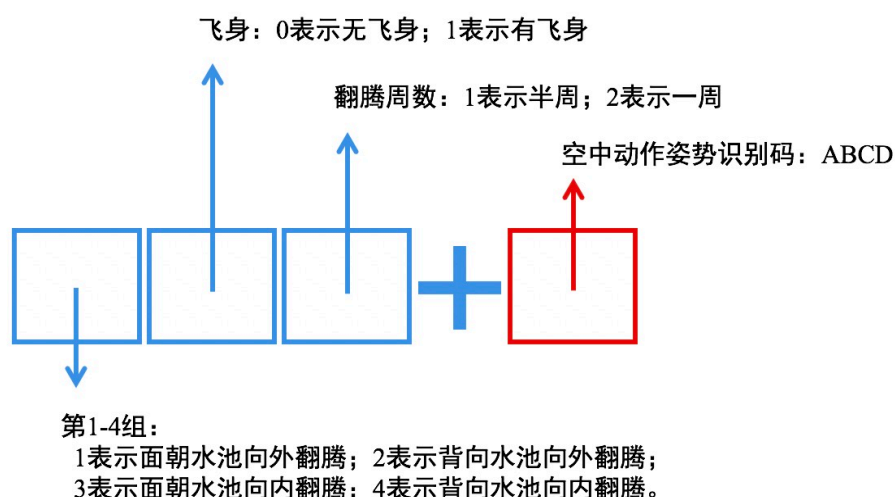 飞身：0表示无飞身；1表示有飞身
翻腾周数：1表示半周；2表示一周
空中动作姿势识别码：ABCD
第1-4组：
1表示面朝水池向外翻腾；2表示背向水池向外翻腾；
3表示面朝水池向内翻腾；4表示背向水池向内翻腾。